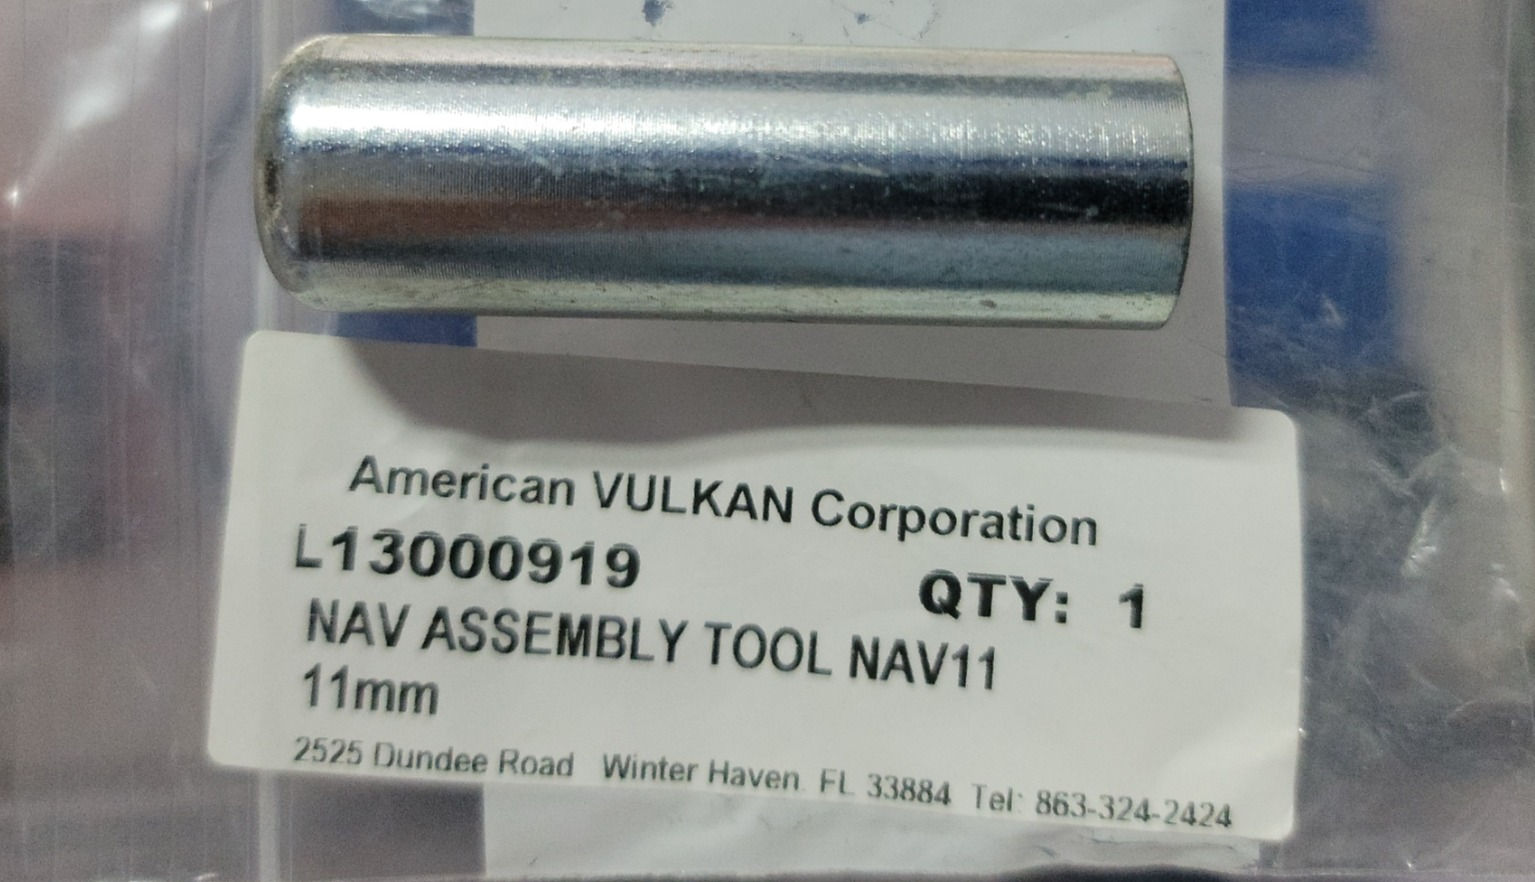 American VULKAN Corporation
L13000919 QTY: 1
NAV ASSEMBLY TOOL NAV11
11mm
2525 Dundee Road Winter Haven. FL 33884 Tel: 863-324-2424